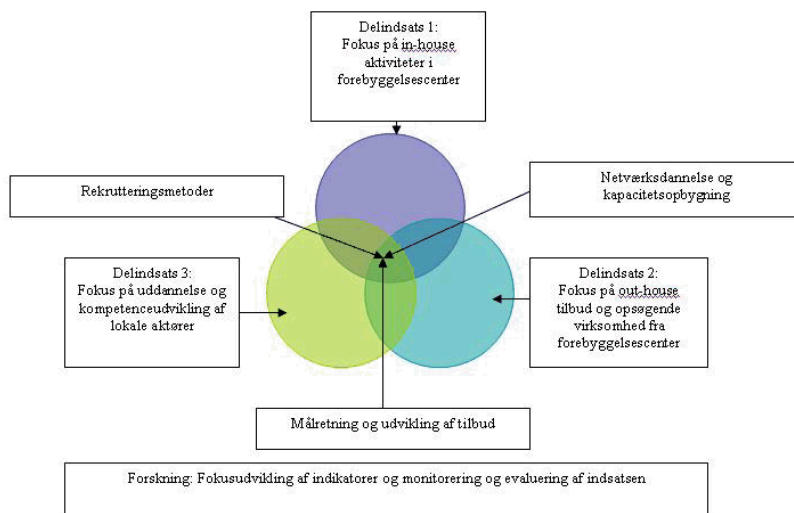 Delindsats 1:
Fokus på in-house
aktiviteter i
forebyggelsescenter
Rekrutteringsmetoder
Netværksdannelse og
kapacitetsopbygning
Delindsats 3:
Fokus på uddannelse og
kompetenceudvikling af
lokale aktører
Delindsats 2:
Fokus på out-house
tilbud og opsøgende
virksomhed fra
forebyggelsescenter
Målretning og udvikling af tilbud
Forskning: Fokusudvikling af indikatorer og monitorering og evaluering af indsatsen